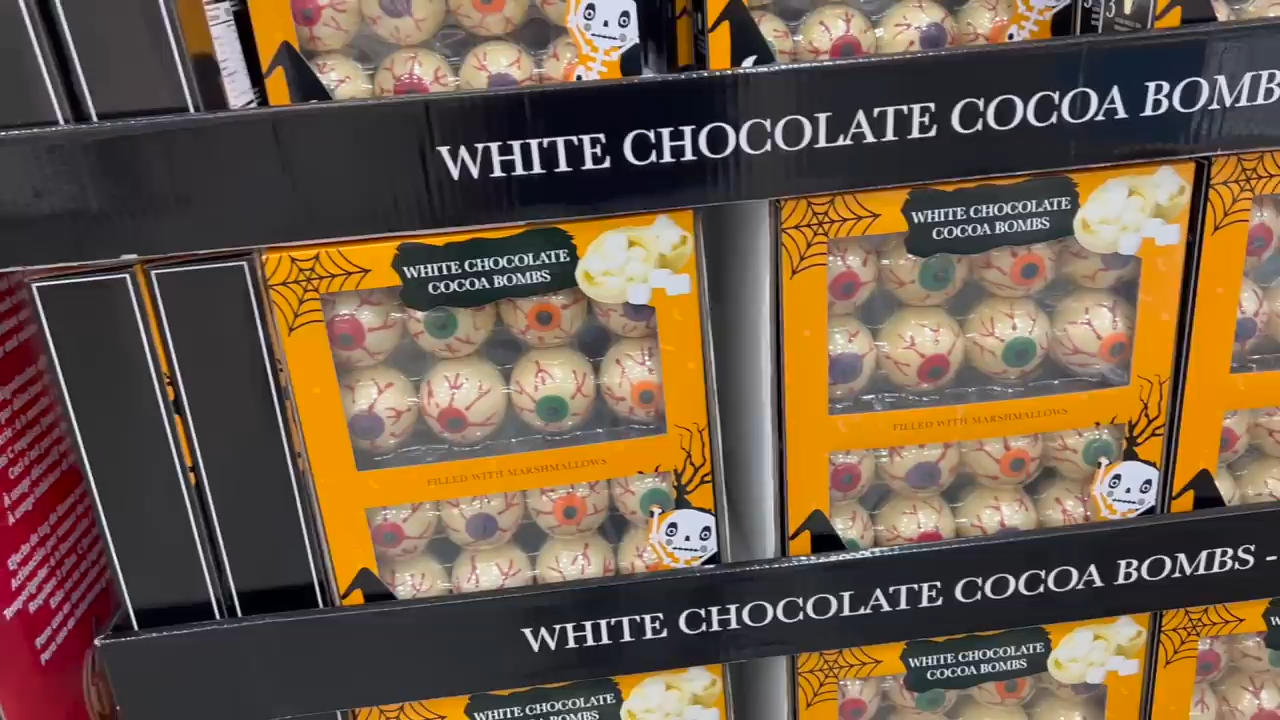 WHITE CHOCOLATE COCOA BOMB
WHITE CHOCOLATE
COCOA BOMBS
FILLED WITH MARSHMALLOWS
WHITE CHOCOLATE
COCOA BOMBS
FILLED WITH MARSHMALLOWS
WHITE CHOCOLATE COCOA BOMBS -
WHITE CHOCOLATE
COCOA BOMBS
WHITE CHOCOLATE
COCOA BOMBS